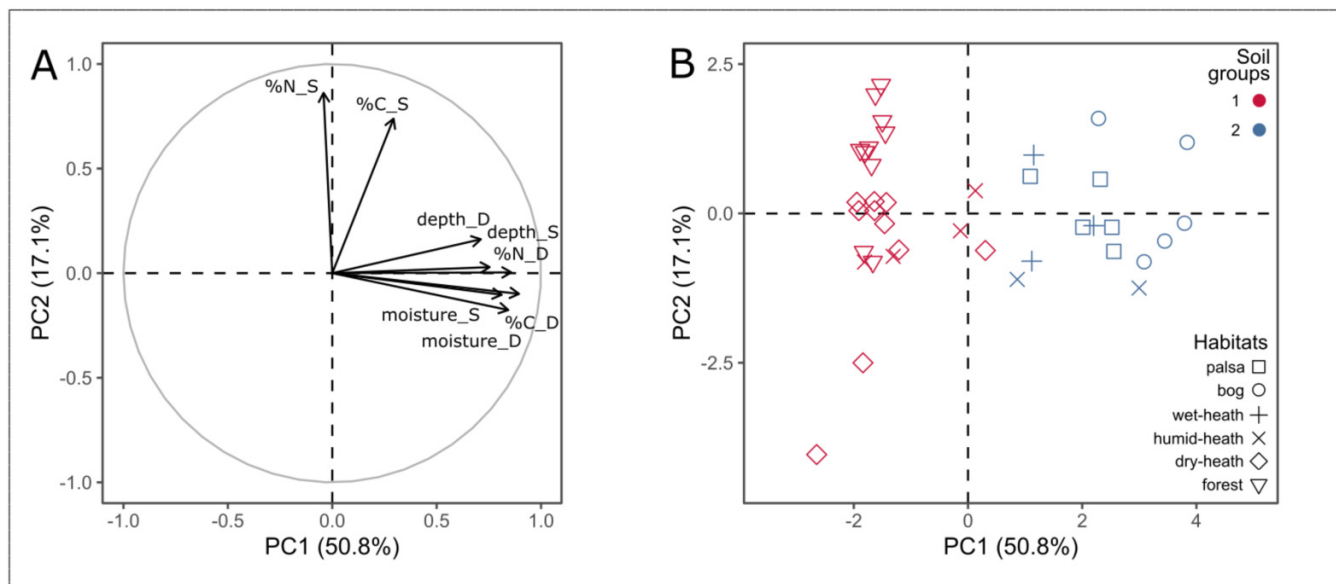 A
1.0
0.5
0.0
-0.5
-1.0
PC2 (17.1%)
%N_S
%C_S
depth_D
depth_S
%N_D
moisture_S
%C_D
moisture_D
-1.0 -0.5 0.0 0.5 1.0
PC1 (50.8%)
B
2.5
0.0
-2.5
PC2 (17.1%)
Soil
groups
1
2
Habitats
palsa
bog
wet-heath
humid-heath
dry-heath
forest
-2 0 2 4
PC1 (50.8%)